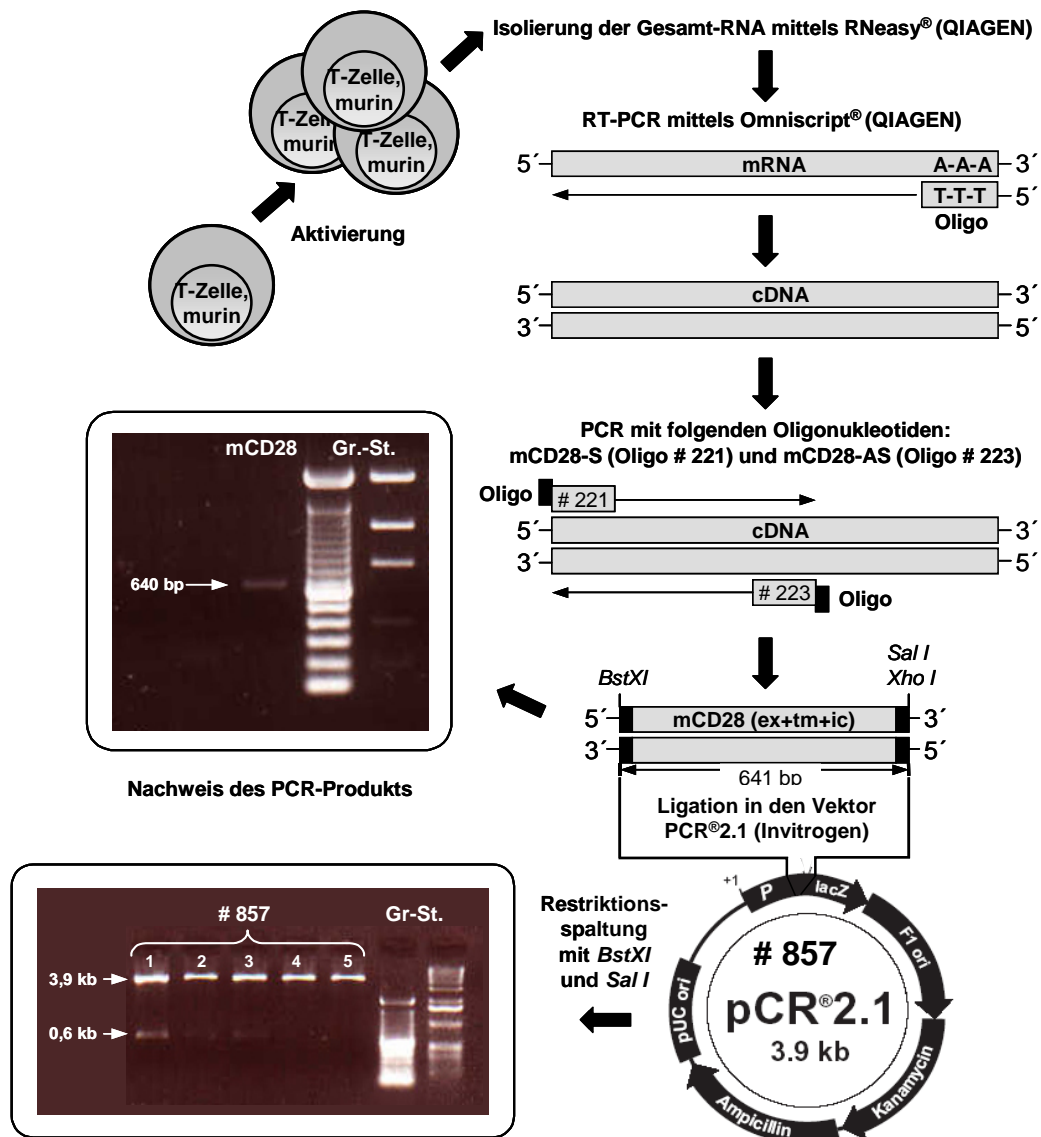 Isolierung der Gesamt-RNA mittels RNeasy® (QIAGEN)
T-Zelle,
murin
T-Zelle,
murin
T-Zelle,
murin
Aktivierung
T-Zelle,
murin
RT-PCR mittels Omniscript® (QIAGEN)
5´ mRNA A-A-A 3´
T-T-T 5´
Oligo
5´ cDNA 3´
3´ 5´
PCR mit folgenden Oligonukleotiden:
mCD28-S (Oligo # 221) und mCD28-AS (Oligo # 223)
Oligo # 221
5´ cDNA 3´
3´ 5´
# 223 Oligo
mCD28 Gr.-St.
640 bp
Nachweis des PCR-Produkts
BstXI
Sal I
Xho I
5´ mCD28 (ex+tm+ic) 3´
3´ 5´
641 bp
Ligation in den Vektor
PCR®2.1 (Invitrogen)
+1 P lacZ
F1 ori
Kanamycin
Ampicillin
pUC ori
# 857
pCR®2.1
3.9 kb
Restriktions-
spaltung
mit BstXI
und Sal I
# 857 Gr-St.
1 2 3 4 5
3,9 kb
0,6 kb